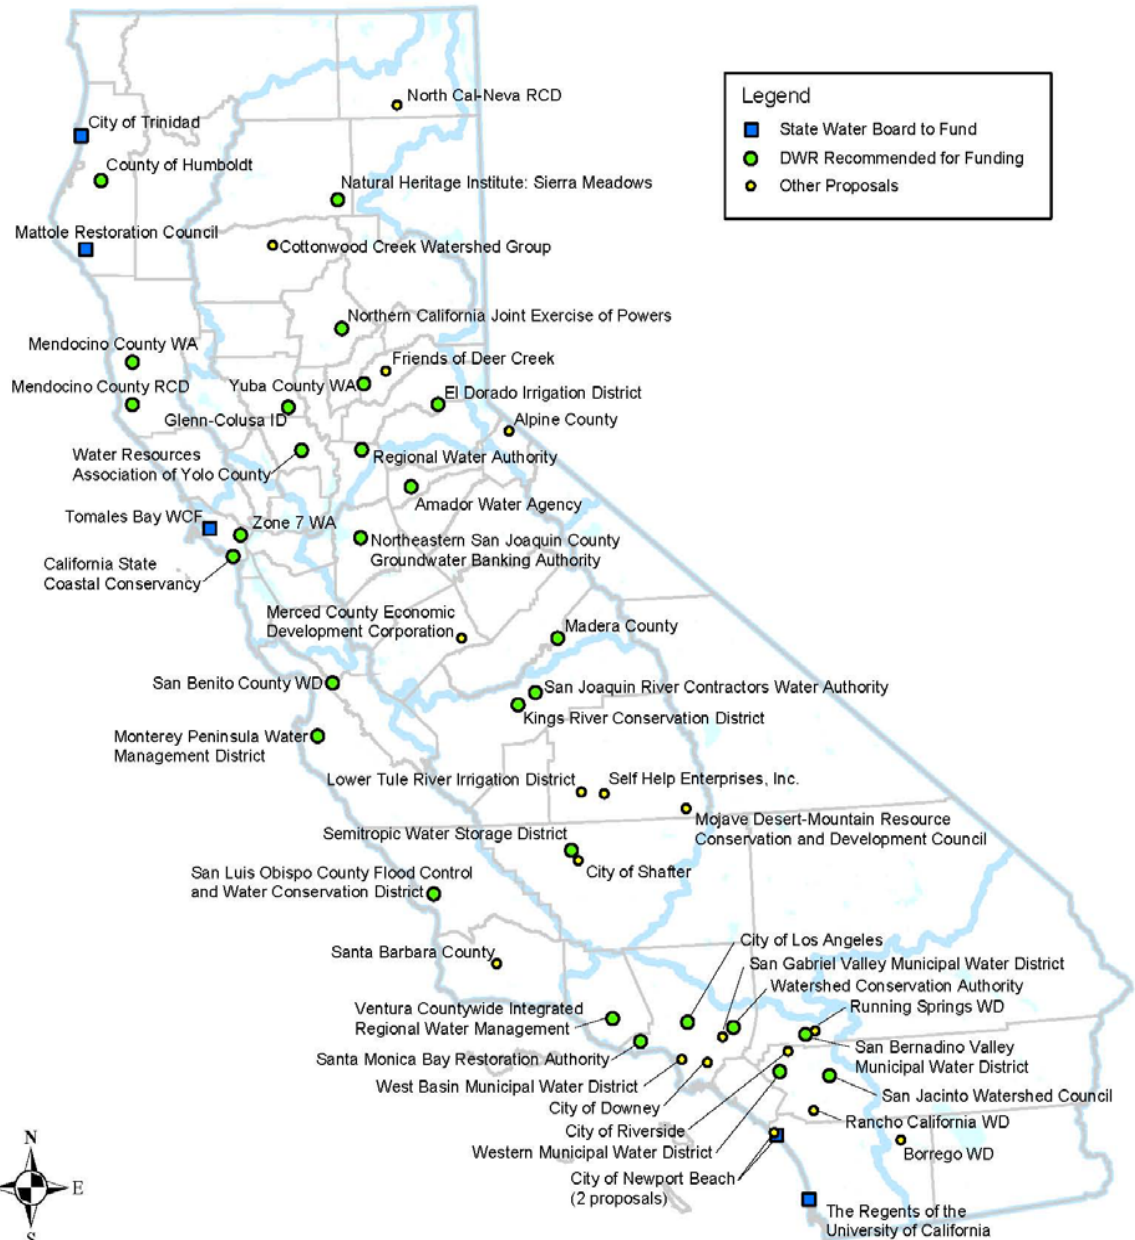 North Cal-Neva RCD
Legend
City of Trinidad
State Water Board to Fund
DWR Recommended for Funding
County of Humboldt
Natural Heritage Institute: Sierra Meadows
Other Proposals
Mattole Restoration Council
Cottonwood Creek Watershed Group
Northern California Joint Exercise of Powers
Mendocino County WA
Friends of Deer Creek
Mendocino County RCD
Yuba County WA
El Dorado Irrigation District
Glenn-Colusa ID
Alpine County
Water Resources
Association of Yolo County
Regional Water Authority
Amador Water Agency
Tomales Bay WCF
Zone 7 WA
Northeastern San Joaquin County
Groundwater Banking Authority
California State
Coastal Conservancy
Merced County Economic
Development Corporation
Madera County
San Benito County WD
San Joaquin River Contractors Water Authority
Kings River Conservation District
Monterey Peninsula Water
Management District
Lower Tule River Irrigation District
Self Help Enterprises, Inc.
Mojave Desert-Mountain Resource
Conservation and Development Council
Semitropic Water Storage District
City of Shafter
San Luis Obispo County Flood Control
and Water Conservation District
City of Los Angeles
Santa Barbara County
San Gabriel Valley Municipal Water District
Watershed Conservation Authority
Ventura Countywide Integrated
Regional Water Management
Running Springs WD
San Bernadino Valley
Municipal Water District
Santa Monica Bay Restoration Authority
West Basin Municipal Water District
San Jacinto Watershed Council
City of Downey
Rancho California WD
City of Riverside
Western Municipal Water District
Borrego WD
City of Newport Beach
(2 proposals)
The Regents of the
University of California
N
E
S